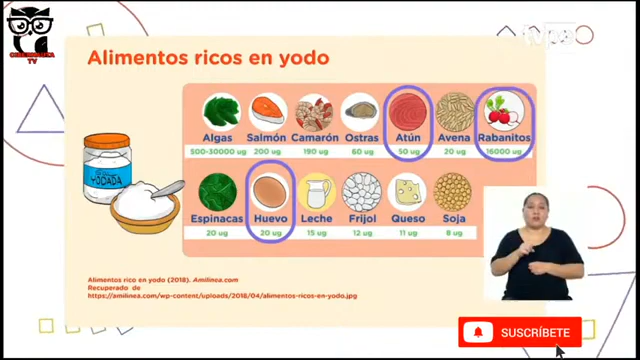 TV
tvpe
Alimentos ricos en yodo
Algas Salmón Camarón Ostras Atún Avena Rabanitos
500-30000 ug 200 ug 190 ug 60 ug 50 ug 20 ug 16000 ug
YODADA
Espinacas Huevo Leche Frijol Queso Soja
20 ug 20 ug 15 ug 12 ug 11 ug 8 ug
Alimentos rico en yodo (2018). Amilinea.com
Recuperado de
https://amilinea.com/wp-content/uploads/2018/04/alimentos-ricos-en-yodo.jpg
SUSCRÍBETE